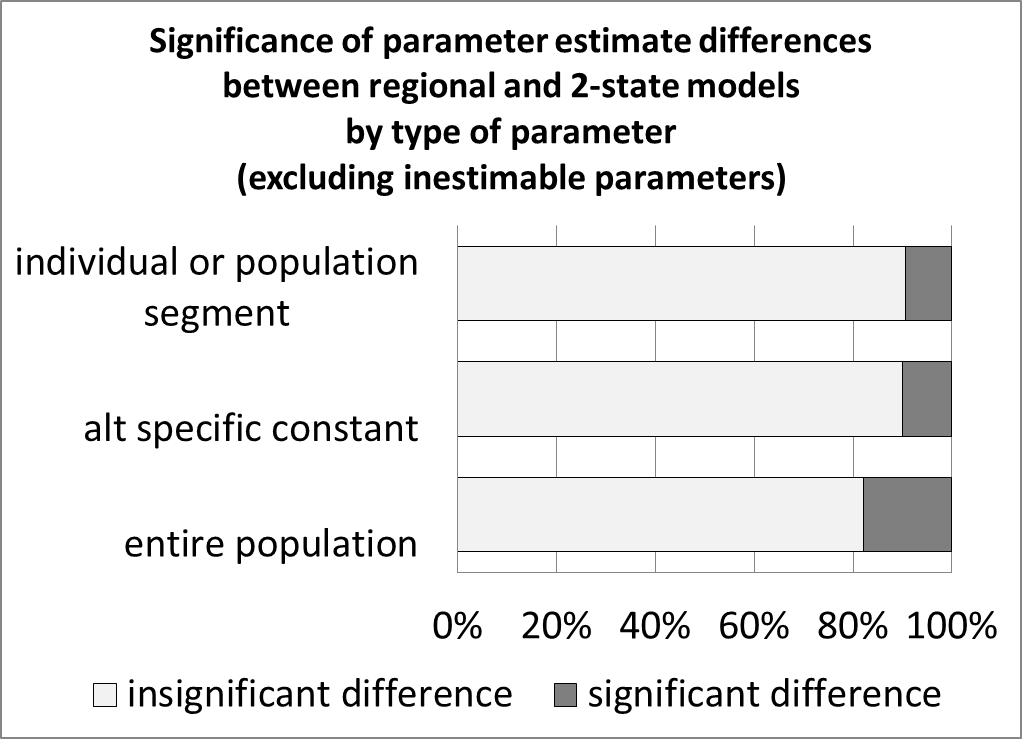 Significance of parameter estimate differences
between regional and 2-state models
by type of parameter
(excluding inestimable parameters)
individual or population
segment
alt specific constant
entire population
0% 20% 40% 60% 80% 100%
insignificant difference significant difference